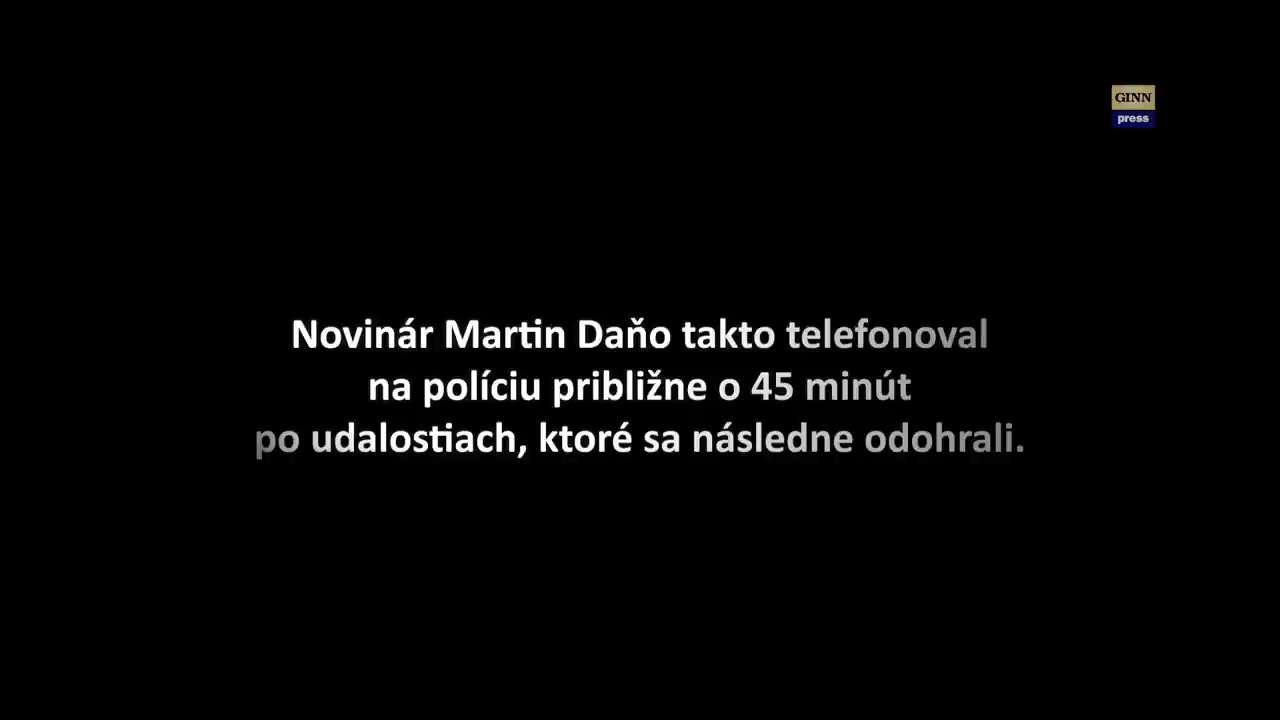 GINN
press
Novinár Martin Daňo takto telefonoval
na políciu približne o 45 minút
po udalostiach, ktoré sa následne odohrali.